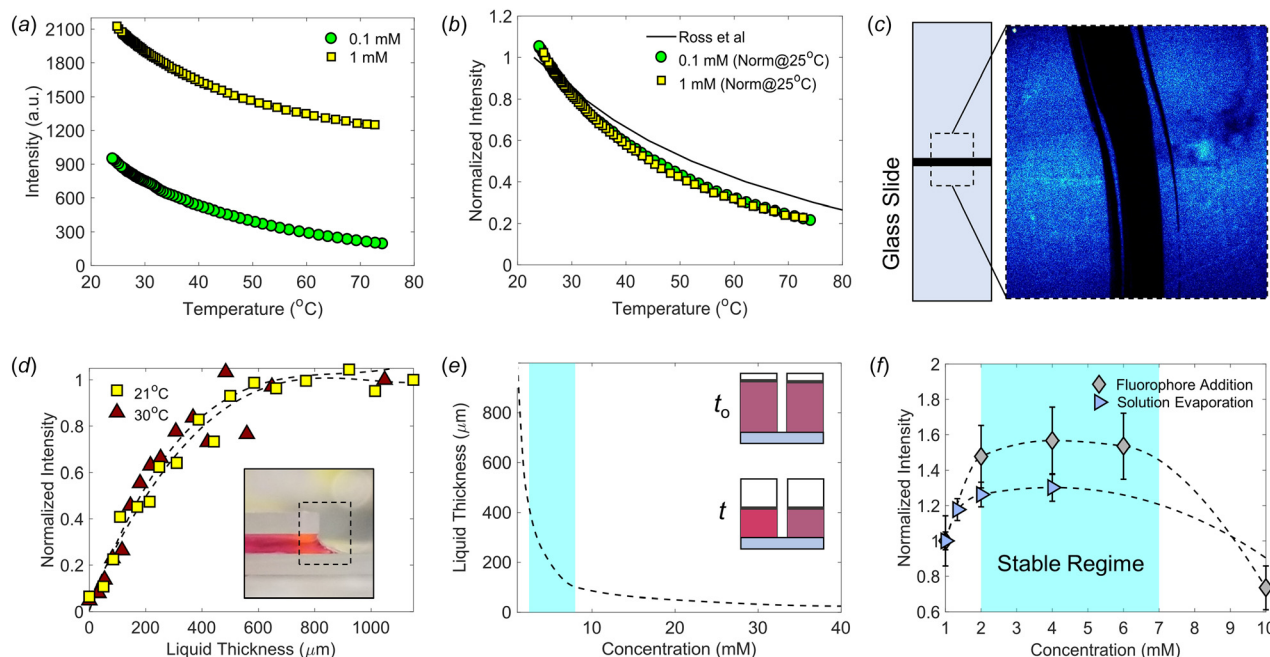 (a)
2100
1800
1500
1200
900
600
300
0
Intensity (a.u.)
0.1 mM
1 mM
20 30 40 50 60 70 80
Temperature (°C)
(b)
1.2
1
0.8
0.6
0.4
0.2
0
Normalized Intensity
Ross et al
0.1 mM (Norm@25°C)
1 mM (Norm@25°C)
20 30 40 50 60 70 80
Temperature (°C)
(c)
Glass Slide
(d)
1
0.8
0.6
0.4
0.2
0
Normalized Intensity
21°C
30°C
0 200 400 600 800 1000
Liquid Thickness (μm)
(e)
800
600
400
200
0
Liquid Thickness (μm)
to
t
10 20 30 40
Concentration (mM)
(f)
2
1.8
1.6
1.4
1.2
1
0.8
0.6
Normalized Intensity
Fluorophore Addition
Solution Evaporation
Stable Regime
1 2 3 4 5 6 7 8 9 10
Concentration (mM)